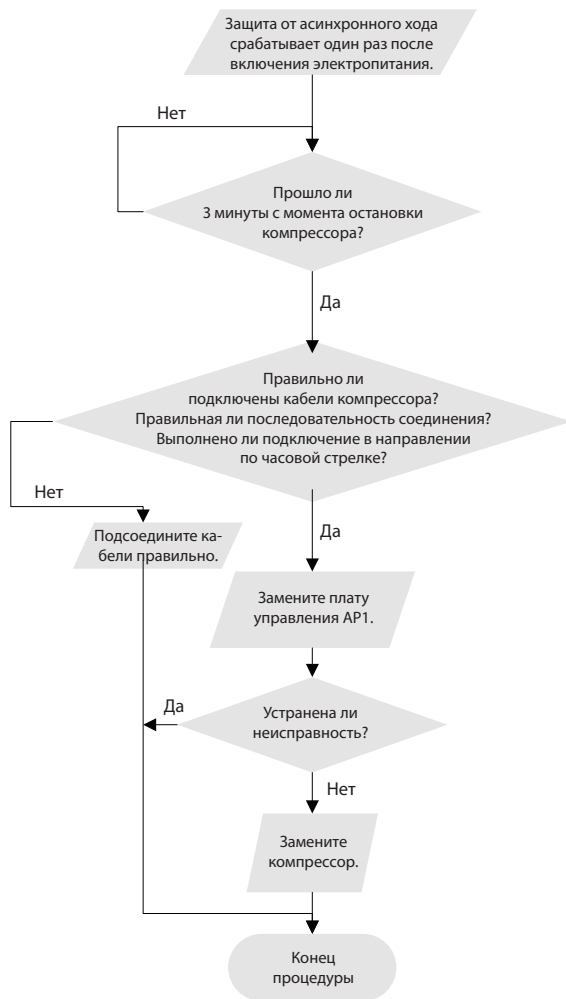 Защита от асинхронного хода
срабатывает один раз после
включения электропитания.
Нет
Прошло ли
3 минуты с момента остановки
компрессора?
Да
Правильно ли
подключены кабели компрессора?
Правильная ли последовательность соединения?
Выполнено ли подключение в направлении
по часовой стрелке?
Нет
Да
Подсоедините ка-
бели правильно.
Замените плату
управления AP1.
Да
Устранена ли
неисправность?
Нет
Замените
компрессор.
Конец
процедуры